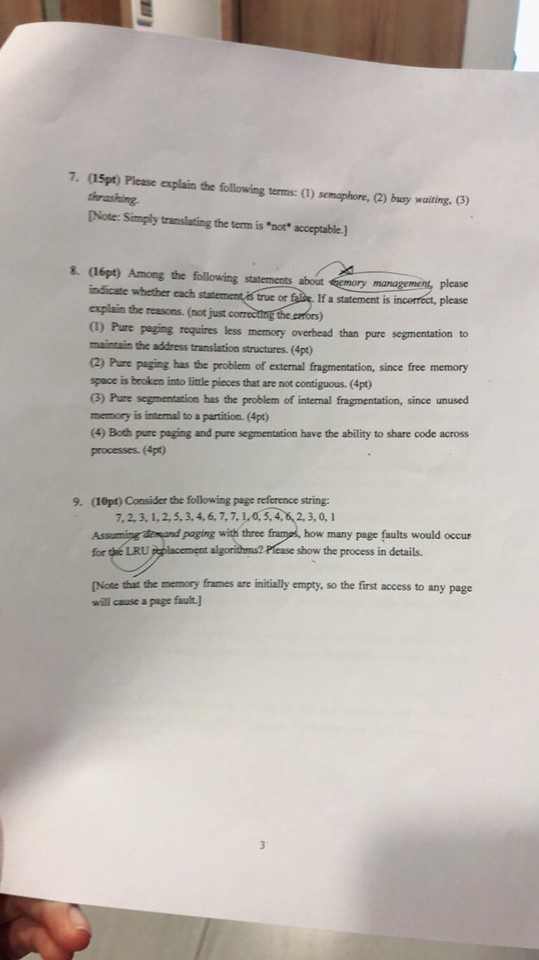 7. (15pt) Please explain the following terms: (1) semaphore, (2) busy waiting, (3)
thrashing.
[Note: Simply translating the term is *not* acceptable.]
8. (16pt) Among the following statements about memory management, please
indicate whether each statement is true or false. If a statement is incorrect, please
explain the reasons. (not just correcting the errors)
(1) Pure paging requires less memory overhead than pure segmentation to
maintain the address translation structures. (4pt)
(2) Pure paging has the problem of external fragmentation, since free memory
space is broken into little pieces that are not contiguous. (4pt)
(3) Pure segmentation has the problem of internal fragmentation, since unused
memory is internal to a partition. (4pt)
(4) Both pure paging and pure segmentation have the ability to share code across
processes. (4pt)
9. (10pt) Consider the following page reference string:
7, 2, 3, 1, 2, 5, 3, 4, 6, 7, 7, 1, 0, 5, 4, 6, 2, 3, 0, 1
Assuming demand paging with three frames, how many page faults would occur
for the LRU replacement algorithms? Please show the process in details.
[Note that the memory frames are initially empty, so the first access to any page
will cause a page fault.]
3